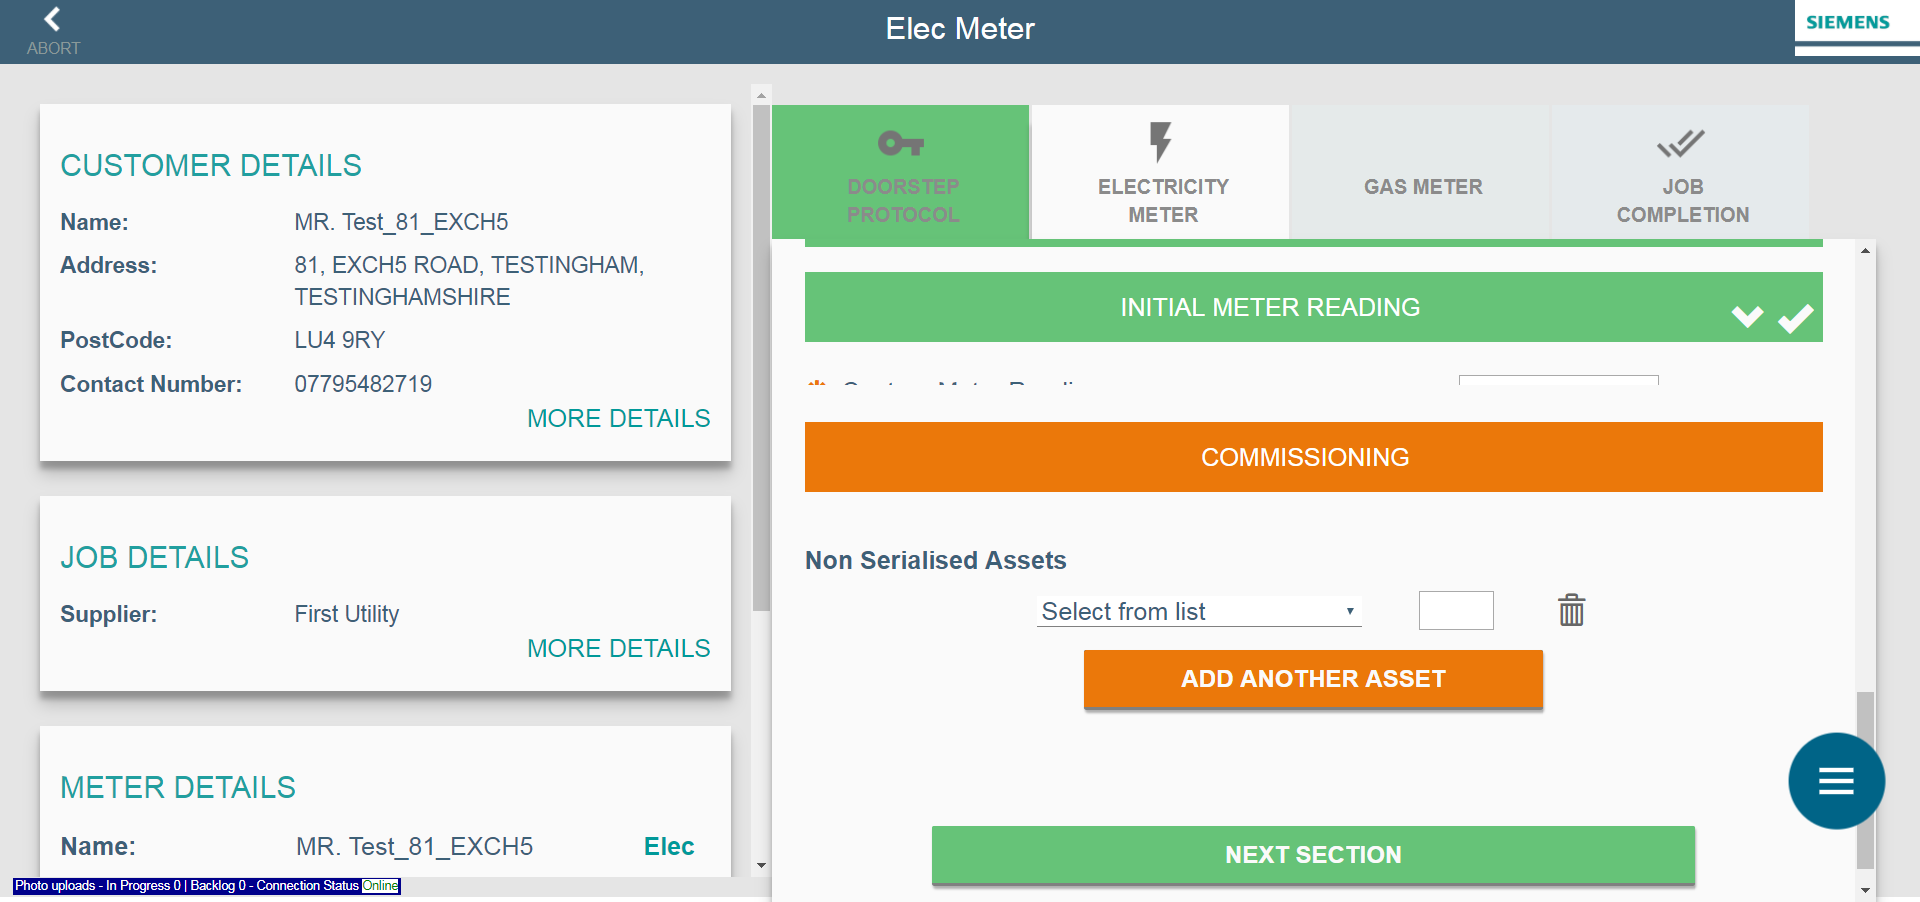 ABORT
Elec Meter
SIEMENS
CUSTOMER DETAILS
Name: MR. Test_81_EXCH5
Address: 81, EXCH5 ROAD, TESTINGHAM,
TESTINGHAMSHIRE
PostCode: LU4 9RY
Contact Number: 07795482719
MORE DETAILS
JOB DETAILS
Supplier: First Utility
MORE DETAILS
METER DETAILS
Name: MR. Test_81_EXCH5 Elec
Photo uploads - In Progress 0 | Backlog 0 - Connection Status Online
DOORSTEP
PROTOCOL
ELECTRICITY
METER
GAS METER
JOB
COMPLETION
INITIAL METER READING
COMMISSIONING
Non Serialised Assets
Select from list
ADD ANOTHER ASSET
NEXT SECTION